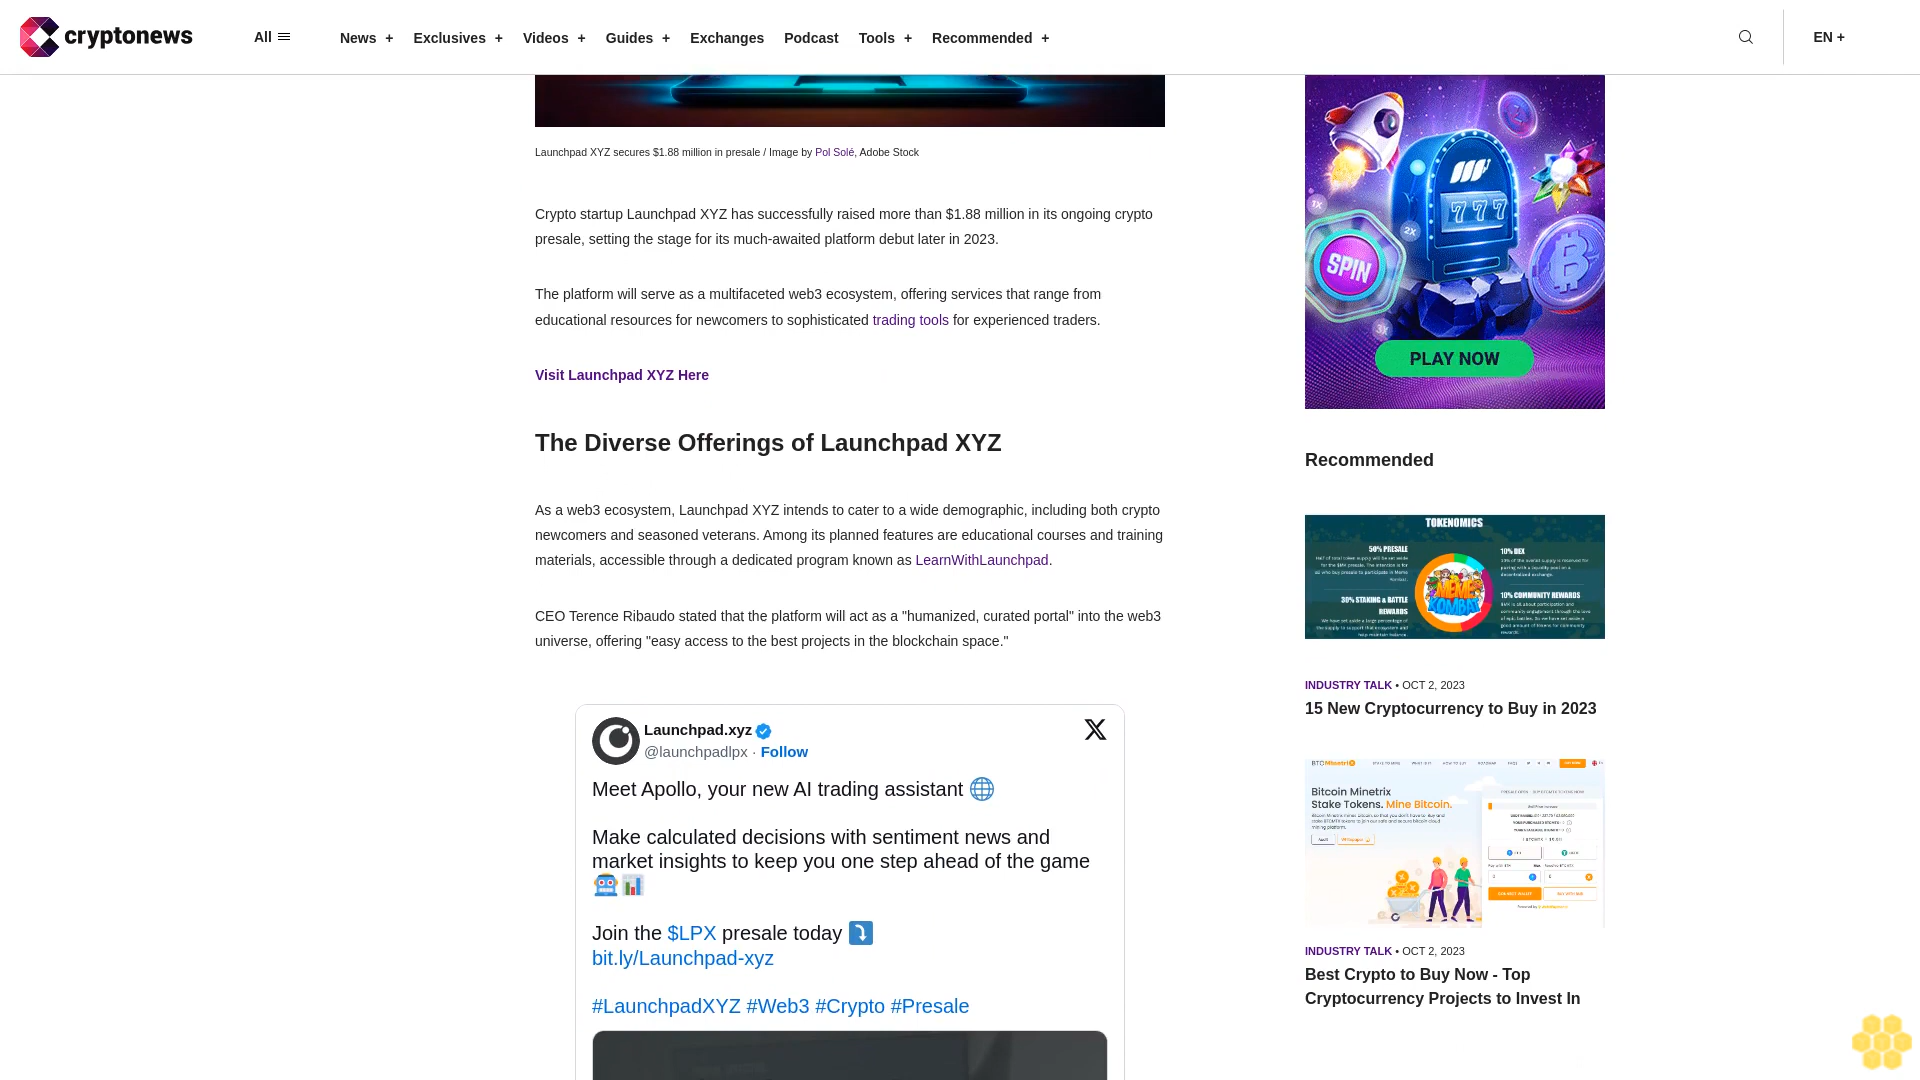 cryptonews
All
News +
Exclusives +
Videos +
Guides +
Exchanges
Podcast
Tools +
Recommended +
EN +
Launchpad XYZ secures $1.88 million in presale / Image by Pol Solé, Adobe Stock
Crypto startup Launchpad XYZ has successfully raised more than $1.88 million in its ongoing crypto
presale, setting the stage for its much-awaited platform debut later in 2023.
The platform will serve as a multifaceted web3 ecosystem, offering services that range from
educational resources for newcomers to sophisticated trading tools for experienced traders.
Visit Launchpad XYZ Here
The Diverse Offerings of Launchpad XYZ
As a web3 ecosystem, Launchpad XYZ intends to cater to a wide demographic, including both crypto
newcomers and seasoned veterans. Among its planned features are educational courses and training
materials, accessible through a dedicated program known as LearnWithLaunchpad.
CEO Terence Ribaudo stated that the platform will act as a "humanized, curated portal" into the web3
universe, offering "easy access to the best projects in the blockchain space."
Launchpad.xyz
@launchpadlpx · Follow
Meet Apollo, your new AI trading assistant
Make calculated decisions with sentiment news and
market insights to keep you one step ahead of the game
Join the $LPX presale today
bit.ly/Launchpad-xyz
#LaunchpadXYZ #Web3 #Crypto #Presale
1X
777
2X
SPIN
3X
PLAY NOW
Recommended
TOKENOMICS
50% PRESALE
10% DEX
30% STAKING & BATTLE
REWARDS
10% COMMUNITY REWARDS
MEME
KOMBAT
INDUSTRY TALK • OCT 2, 2023
15 New Cryptocurrency to Buy in 2023
BTCMinetrix
Bitcoin Minetrix
Stake Tokens. Mine Bitcoin.
INDUSTRY TALK • OCT 2, 2023
Best Crypto to Buy Now - Top
Cryptocurrency Projects to Invest In